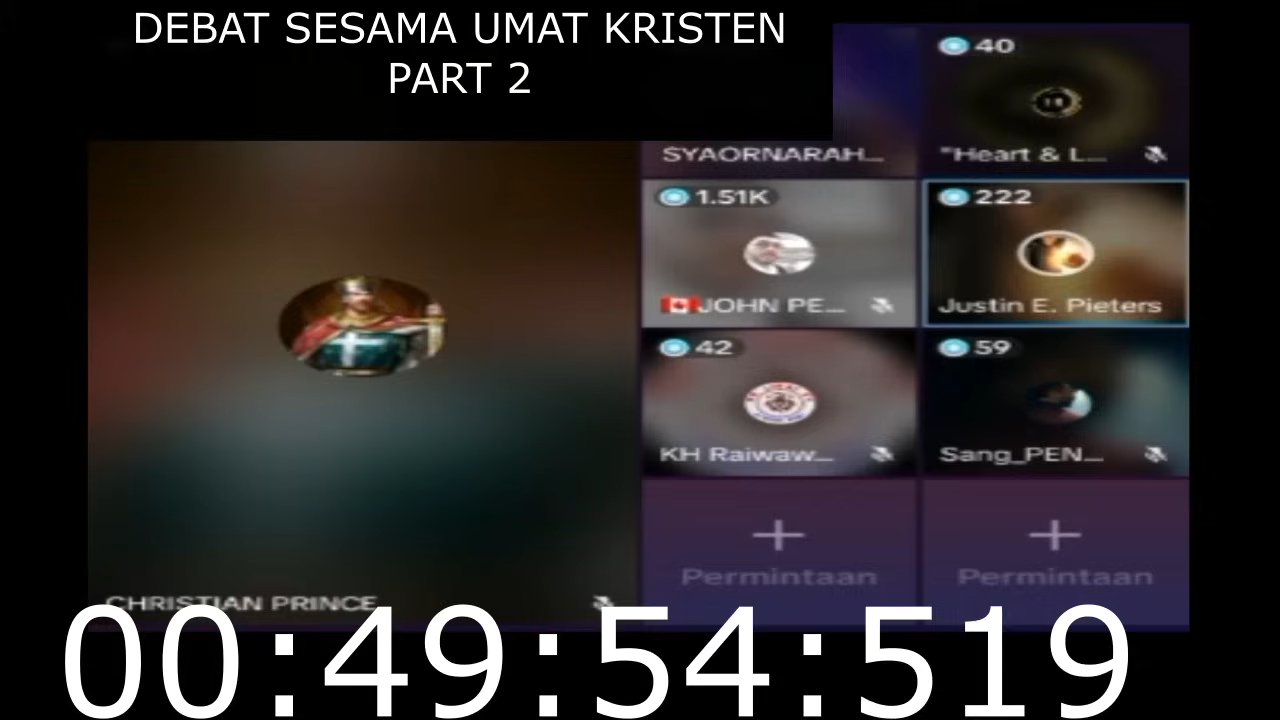 DEBAT SESAMA UMAT KRISTEN
PART 2
40
SYAORNARAH...
"Heart & L...
1.51K
222
JOHN PE...
Justin E. Pieters
42
59
KH Raiwaw...
Sang_PEN...
Permintaan
Permintaan
CHRISTIAN PRINCE
00:49:54:519